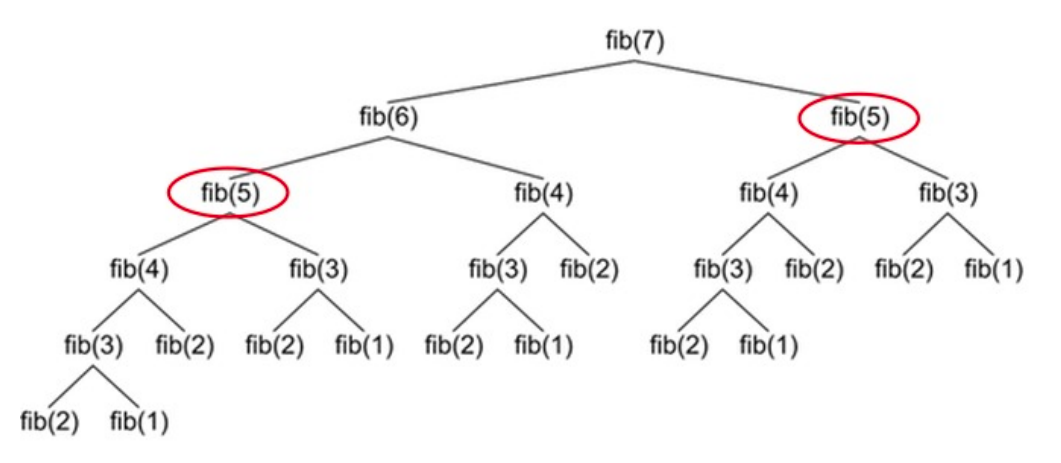 fib(7)
fib(6) fib(5)
fib(5) fib(4) fib(4) fib(3)
fib(4) fib(3) fib(3) fib(2) fib(3) fib(2) fib(2) fib(1)
fib(3) fib(2) fib(2) fib(1) fib(2) fib(1) fib(2) fib(1)
fib(2) fib(1)